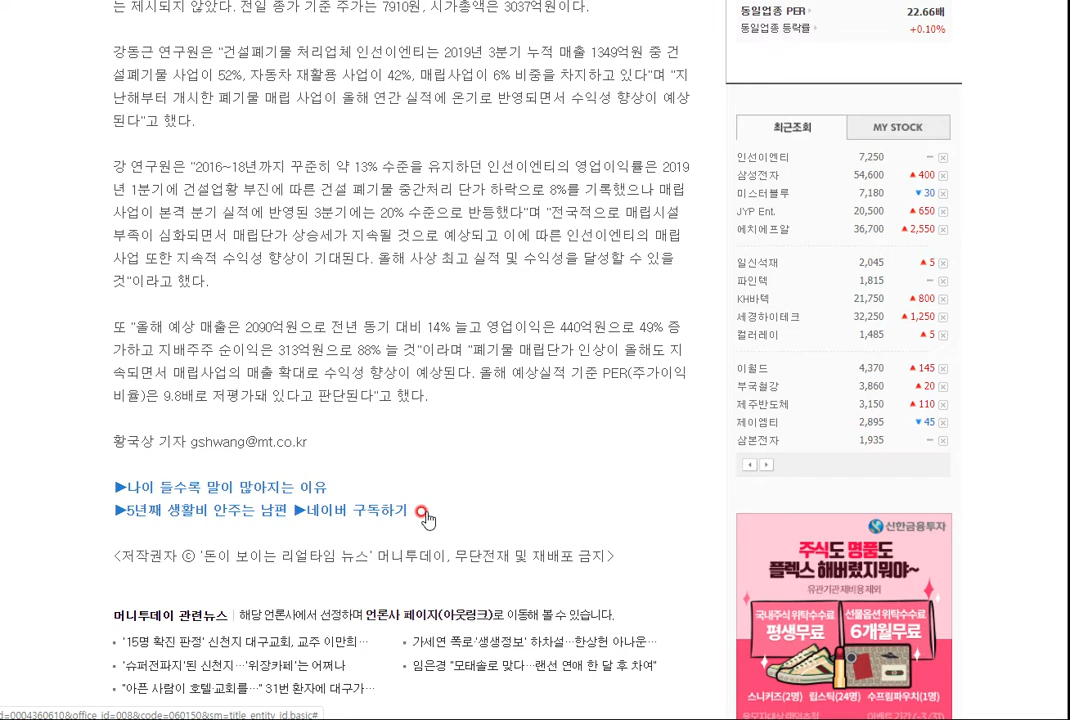 는 제시되지 않았다. 전일 종가 기준 주가는 7910원, 시가총액은 3037억원이다.
강동근 연구원은 "건설폐기물 처리업체 인선이엔티는 2019년 3분기 누적 매출 1349억원 중 건
설폐기물 사업이 52%, 자동차 재활용 사업이 42%, 매립사업이 6% 비중을 차지하고 있다"며 "지
난해부터 개시한 폐기물 매립 사업이 올해 연간 실적에 온기로 반영되면서 수익성 향상이 예상
된다"고 했다.
강 연구원은 "2016~18년까지 꾸준히 약 13% 수준을 유지하던 인선이엔티의 영업이익률은 2019
년 1분기에 건설업황 부진에 따른 건설 폐기물 중간처리 단가 하락으로 8%를 기록했으나 매립
사업이 본격 분기 실적에 반영된 3분기에는 20% 수준으로 반등했다"며 "전국적으로 매립시설
부족이 심화되면서 매립단가 상승세가 지속될 것으로 예상되고 이에 따른 인선이엔티의 매립
사업 또한 지속적 수익성 향상이 기대된다. 올해 사상 최고 실적 및 수익성을 달성할 수 있을
것"이라고 했다.
또 "올해 예상 매출은 2090억원으로 전년 동기 대비 14% 늘고 영업이익은 440억원으로 49% 증
가하고 지배주주 순이익은 313억원으로 88% 늘 것"이라며 "폐기물 매립단가 인상이 올해도 지
속되면서 매립사업의 매출 확대로 수익성 향상이 예상된다. 올해 예상실적 기준 PER(주가이익
비율)은 9.8배로 저평가돼 있다고 판단된다"고 했다.
황국상 기자 gshwang@mt.co.kr
▶나이 들수록 말이 많아지는 이유
▶5년째 생활비 안주는 남편 ▶네이버 구독하기
<저작권자 ⓒ '돈이 보이는 리얼타임 뉴스' 머니투데이, 무단전재 및 재배포 금지>
머니투데이 관련뉴스 | 해당 언론사에서 선정하며 언론사 페이지(아웃링크)로 이동해 볼 수 있습니다.
• '15명 확진 판정' 신천지 대구교회, 교주 이만희…
• 가세연 폭로 '생생정보' 하차설…한상헌 아나운…
• '슈퍼전파지'된 신천지…'위장카페'는 어쩌나
• 임은경 "모태솔로 맞다…랜선 연애 한 달 후 차여"
• "아픈 사람이 호텔·교회를…" 31번 환자에 대구가…
d=0004360610&office_id=008&code=060150&sm=title_entity_id.basic#
동일업종 PER 22.66배
동일업종 등락률 +0.10%
최근조회 MY STOCK
인선이엔티 7,250 –
삼성전자 54,600 ▲400
미스터블루 7,180 ▼30
JYP Ent. 20,500 ▲650
에치에프알 36,700 ▲2,550
일신석재 2,045 ▲5
파인텍 1,815 –
KH바텍 21,750 ▲800
세경하이테크 32,250 ▲1,250
컬러레이 1,485 ▲5
이월드 4,370 ▲145
부국철강 3,860 ▲20
제주반도체 3,150 ▲110
제이엠티 2,895 ▼45
삼본전자 1,935 –
신한금융투자
주식도 명품도
플렉스 해버렸지뭐야~
유관기관 제비용 제외
국내주식 위탁수수료
평생무료
선물옵션 위탁수수료
6개월무료
스니커즈(2명) 립스틱(24명) 수프림파우치(1명)